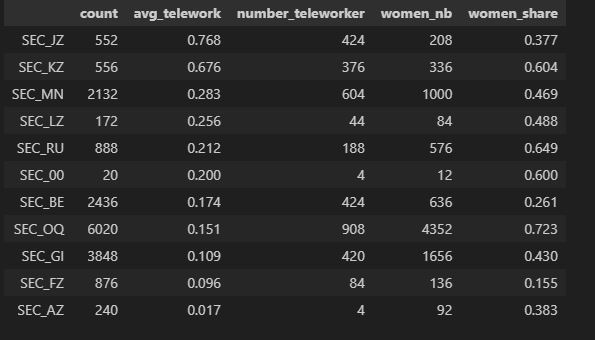 count avg_telework number_teleworker women_nb women_share
SEC_JZ 552 0.768 424 208 0.377
SEC_KZ 556 0.676 376 336 0.604
SEC_MN 2132 0.283 604 1000 0.469
SEC_LZ 172 0.256 44 84 0.488
SEC_RU 888 0.212 188 576 0.649
SEC_00 20 0.200 4 12 0.600
SEC_BE 2436 0.174 424 636 0.261
SEC_OQ 6020 0.151 908 4352 0.723
SEC_GI 3848 0.109 420 1656 0.430
SEC_FZ 876 0.096 84 136 0.155
SEC_AZ 240 0.017 4 92 0.383